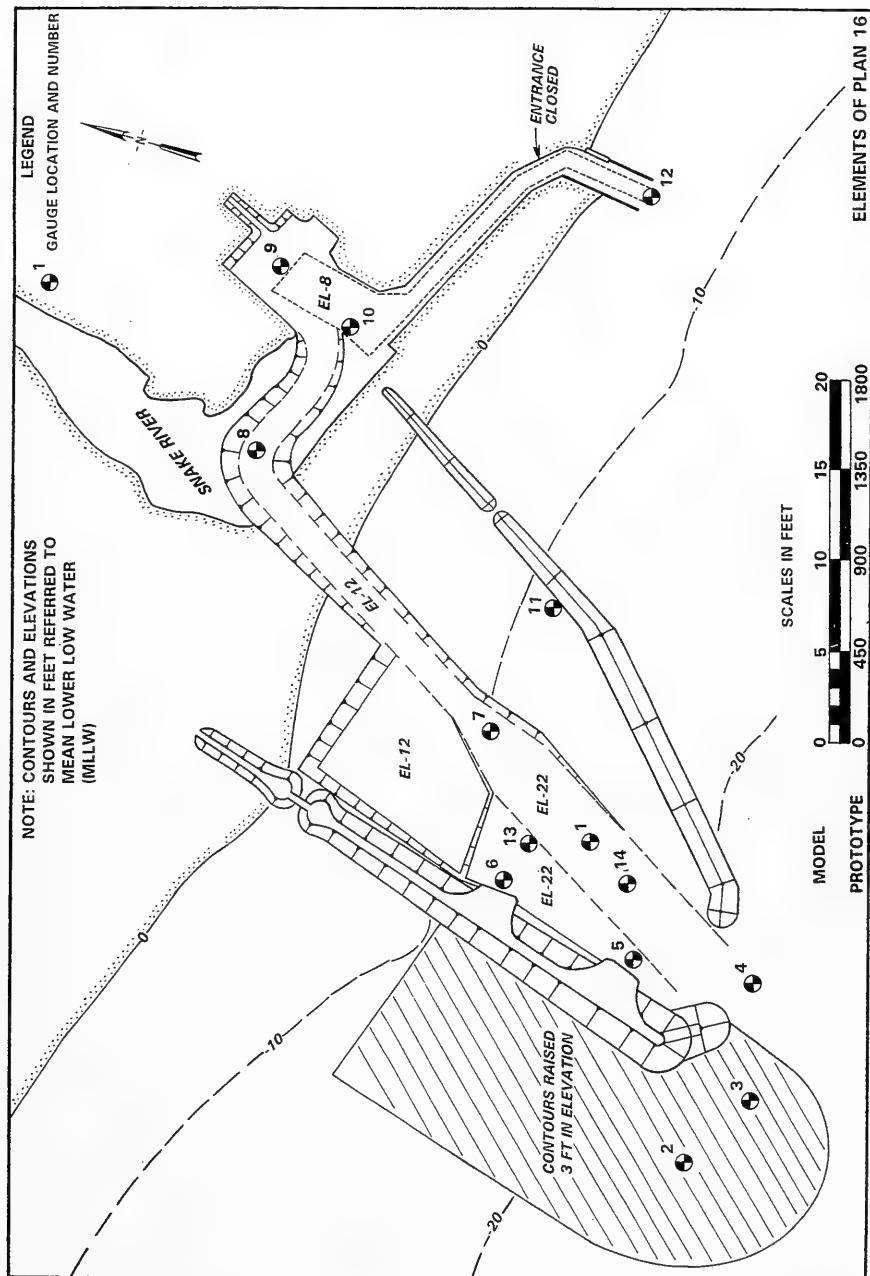 NOTE: CONTOURS AND ELEVATIONS
SHOWN IN FEET REFERRED TO
MEAN LOWER LOW WATER
(MLLW)
LEGEND
1
GAUGE LOCATION AND NUMBER
-N-
SNAKE RIVER
8
9
EL-8
10
ENTRANCE
CLOSED
12
0
0
-10
-10
EL-12
EL-12
7
11
13
6
EL-22
EL-22
1
14
5
4
3
2
CONTOURS RAISED
3 FT IN ELEVATION
-20
-20
SCALES IN FEET
MODEL
0 5 10 15 20
PROTOTYPE
0 450 900 1350 1800
ELEMENTS OF PLAN 16